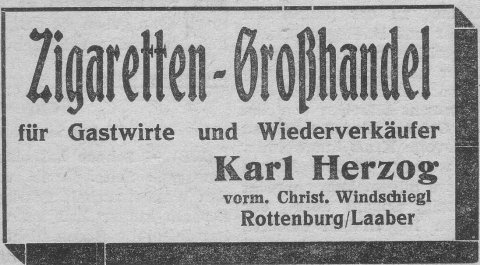 Zigaretten-Großhandel
für Gastwirte und Wiederverkäufer
Karl Herzog
vorm. Christ. Windschiegl
Rottenburg/Laaber